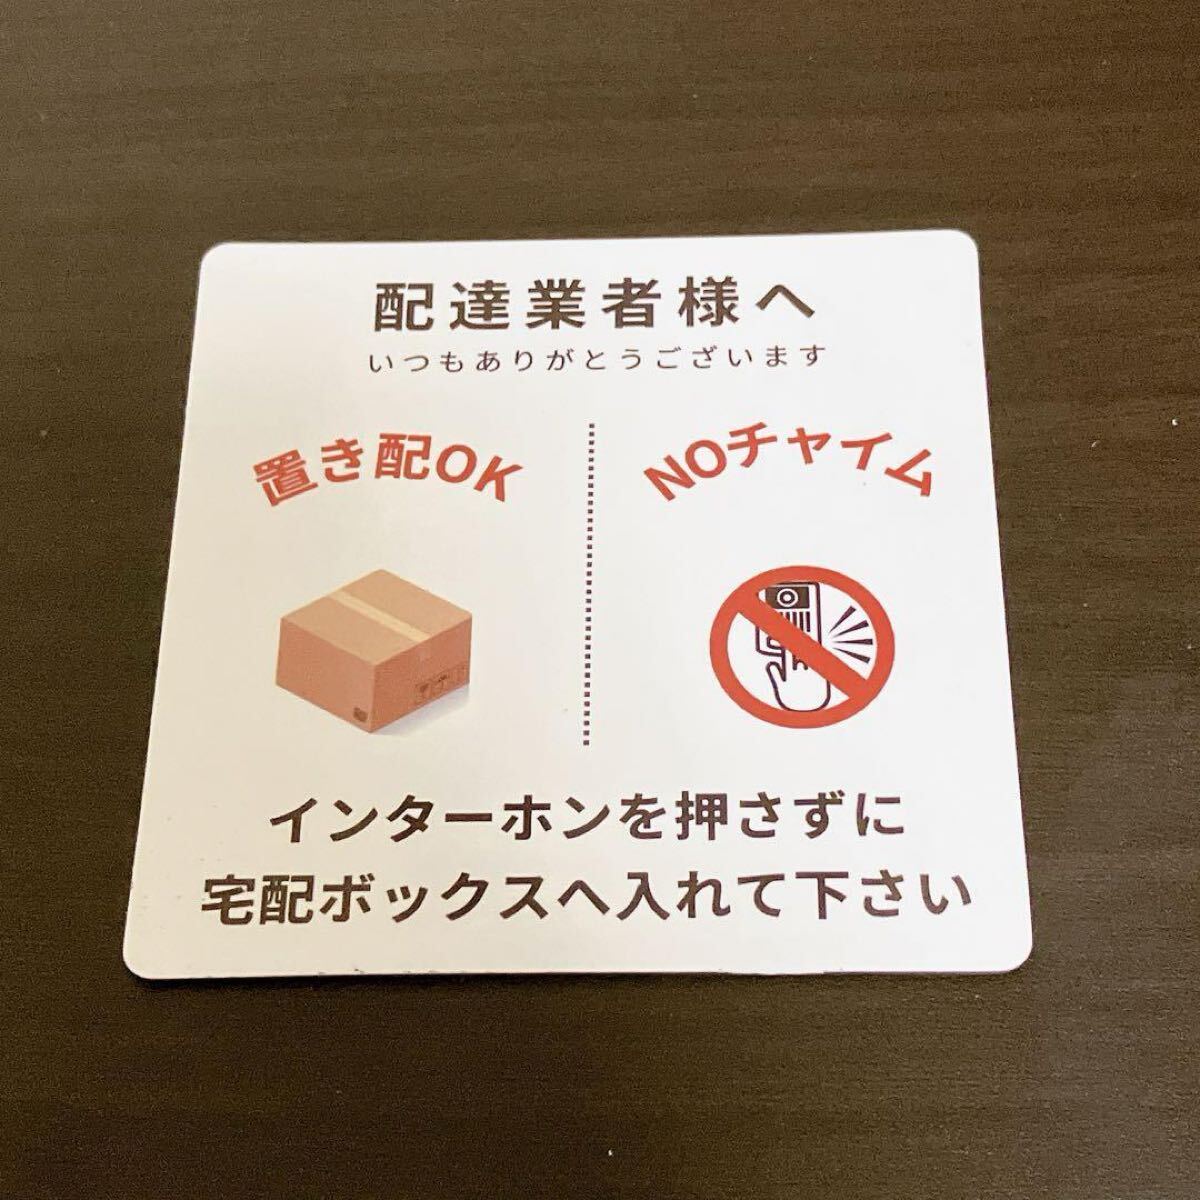 配達業者様へ
いつもありがとうございます
置き配OK
NOチャイム
インターホンを押さずに
宅配ボックスへ入れて下さい